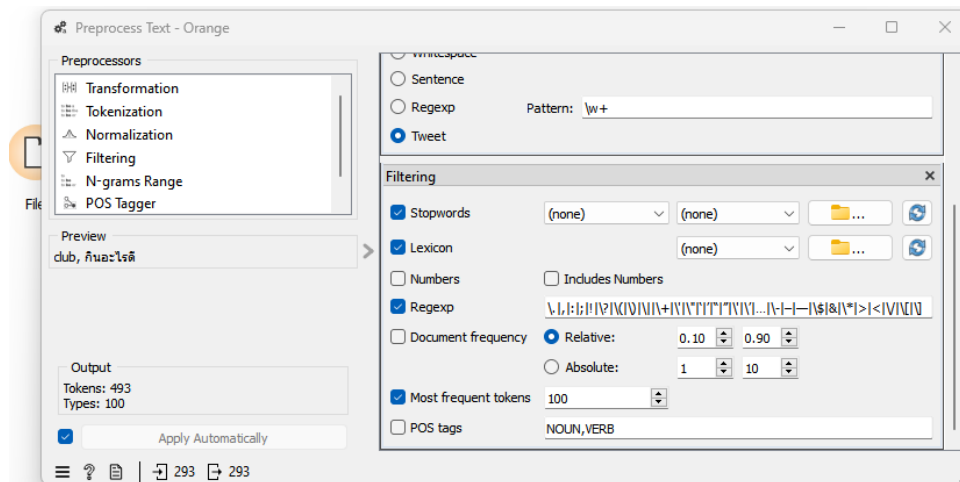 Preprocess Text - Orange
Preprocessors
Transformation
Tokenization
Normalization
Filtering
N-grams Range
POS Tagger
File
Preview
club, กินอะไรดี
Output
Tokens: 493
Types: 100
Apply Automatically
293 293
Whitespace
Sentence
Regexp Pattern: \w+
Tweet
Filtering
Stopwords (none) (none) ...
Lexicon (none) ...
Numbers Includes Numbers
Regexp
Document frequency Relative: 0.10 0.90
Absolute: 1 10
Most frequent tokens 100
POS tags NOUN,VERB